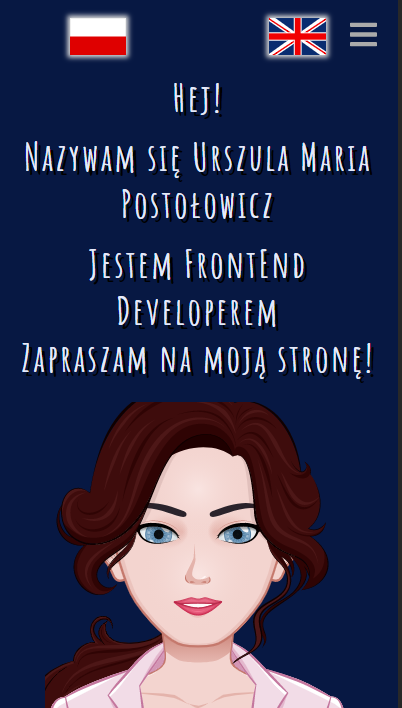 Hej!
Nazywam się Urszula Maria
Postołowicz
Jestem FrontEnd
Developerem
Zapraszam na moją stronę!